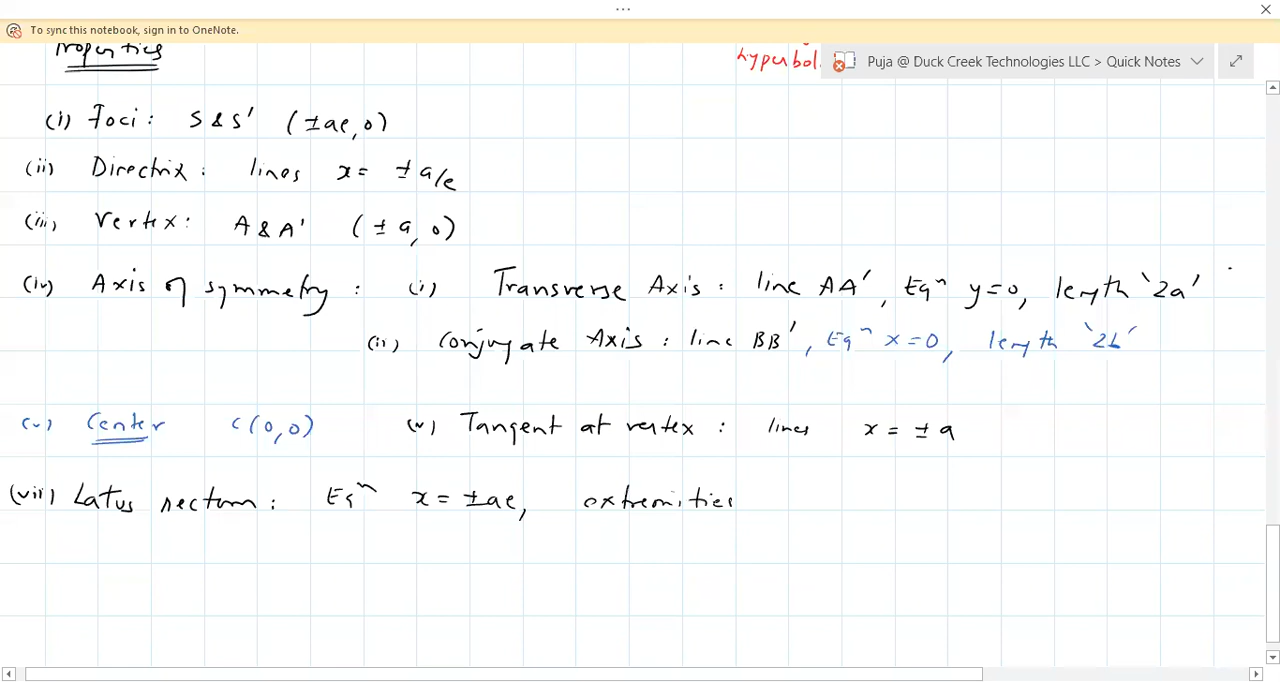 ...
To sync this notebook, sign in to OneNote.
Properties
hyperbol
Puja @ Duck Creek Technologies LLC > Quick Notes
(i) Foci: S & S' (±ae, 0)
(ii) Directrix: lines x = ± a/e
(iii) Vertex: A & A' (± a, 0)
(iv) Axis of symmetry: (i) Transverse Axis: line AA', Eqⁿ y=0, length '2a'
(ii) Conjugate Axis: line BB', Eqⁿ x=0, length '2b'
(v) Center C(0,0) (v) Tangent at vertex: lines x = ± a
(vii) Latus rectum: Eqⁿ x = ±ae, extremities